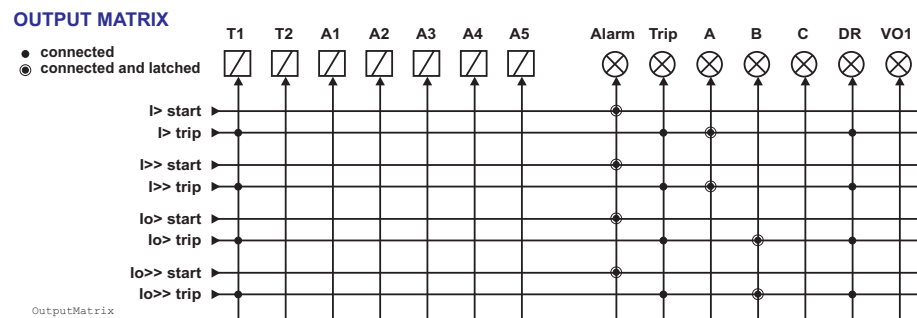 OUTPUT MATRIX
connected
connected and latched
T1 T2 A1 A2 A3 A4 A5 Alarm Trip A B C DR VO1
I> start
I> trip
I>> start
I>> trip
Io> start
Io> trip
Io>> start
Io>> trip
OutputMatrix